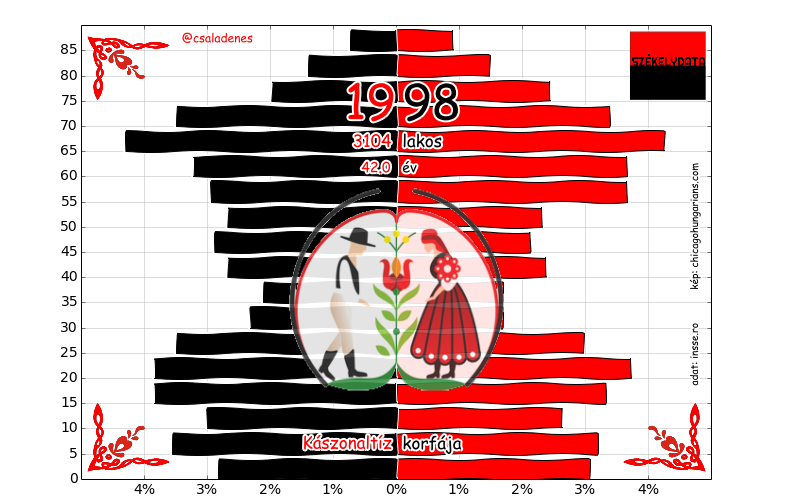 @csaladenes
SZÉKELYDATA
1998
3104 lakos
42,0 év
kép: chicagohungarians.com
adat: insse.ro
Kászonaltíz korfája
85
80
75
70
65
60
55
50
45
40
35
30
25
20
15
10
5
0
4% 3% 2% 1% 0% 1% 2% 3% 4%